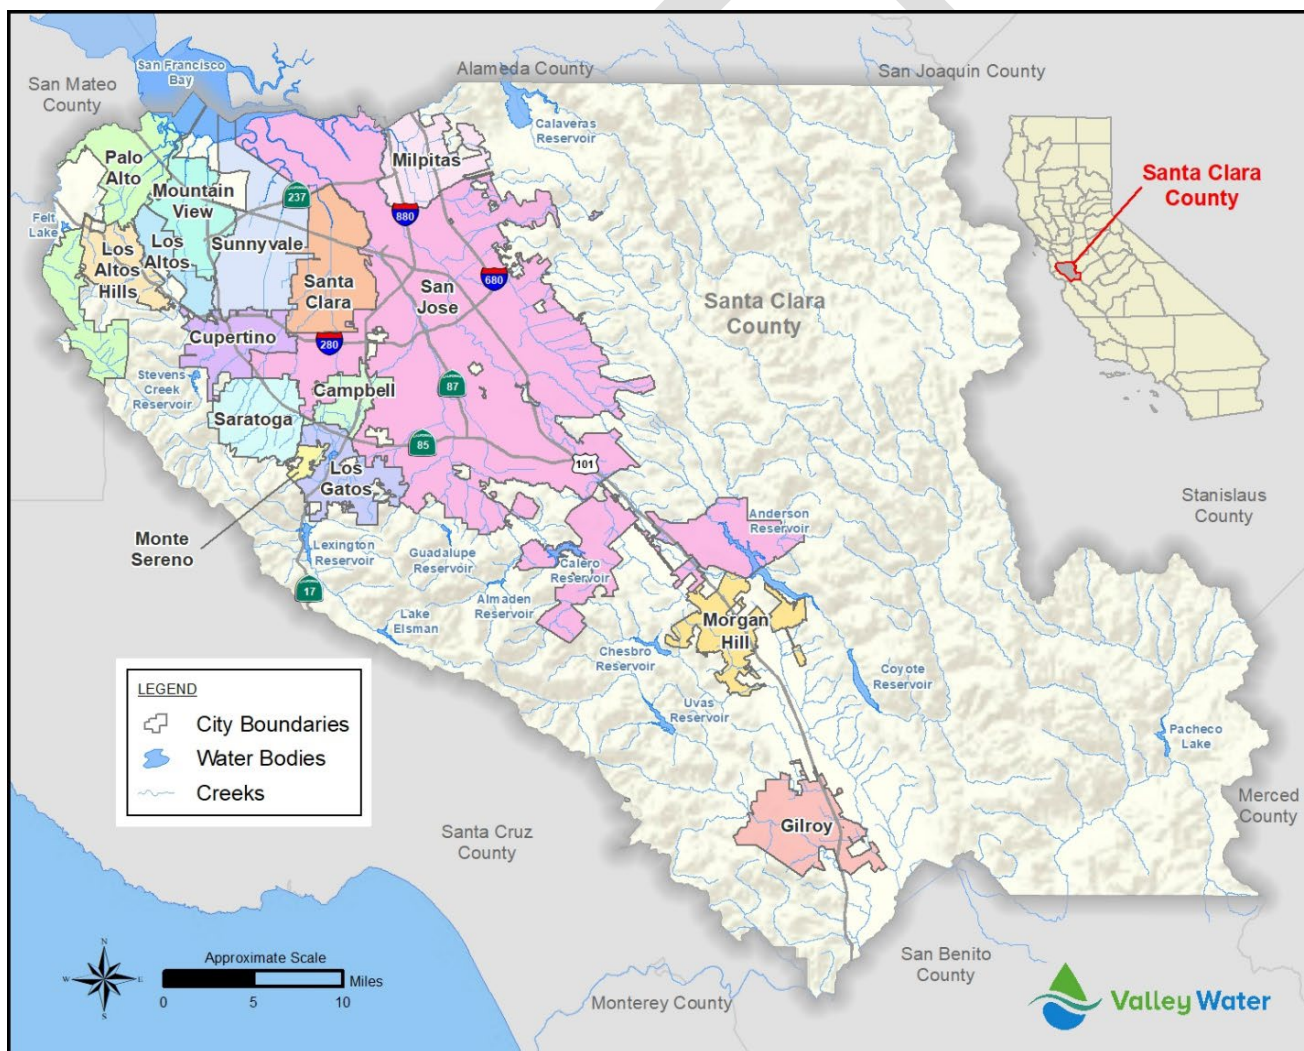 San Francisco
Bay
San Mateo
County
Alameda County
San Joaquin County
Calaveras
Reservoir
Palo
Alto
Milpitas
Santa Clara
County
Mountain
View
237
880
Felt
Lake
Los
Altos
Hills
Los
Altos
Sunnyvale
Santa
Clara
San
Jose
680
Santa Clara
County
Cupertino
280
Stevens
Creek
Reservoir
Campbell
87
Saratoga
85
101
Los
Gatos
Stanislaus
County
Monte
Sereno
Anderson
Reservoir
Lexington
Reservoir
Guadalupe
Reservoir
Calero
Reservoir
17
Almaden
Reservoir
Lake
Elsman
Morgan
Hill
Chesbro
Reservoir
Coyote
Reservoir
Uvas
Reservoir
Pacheco
Lake
LEGEND
City Boundaries
Water Bodies
Creeks
Merced
County
Santa Cruz
County
Gilroy
N
W
E
S
Approximate Scale
Miles
0
5
10
San Benito
County
Monterey County
Valley Water